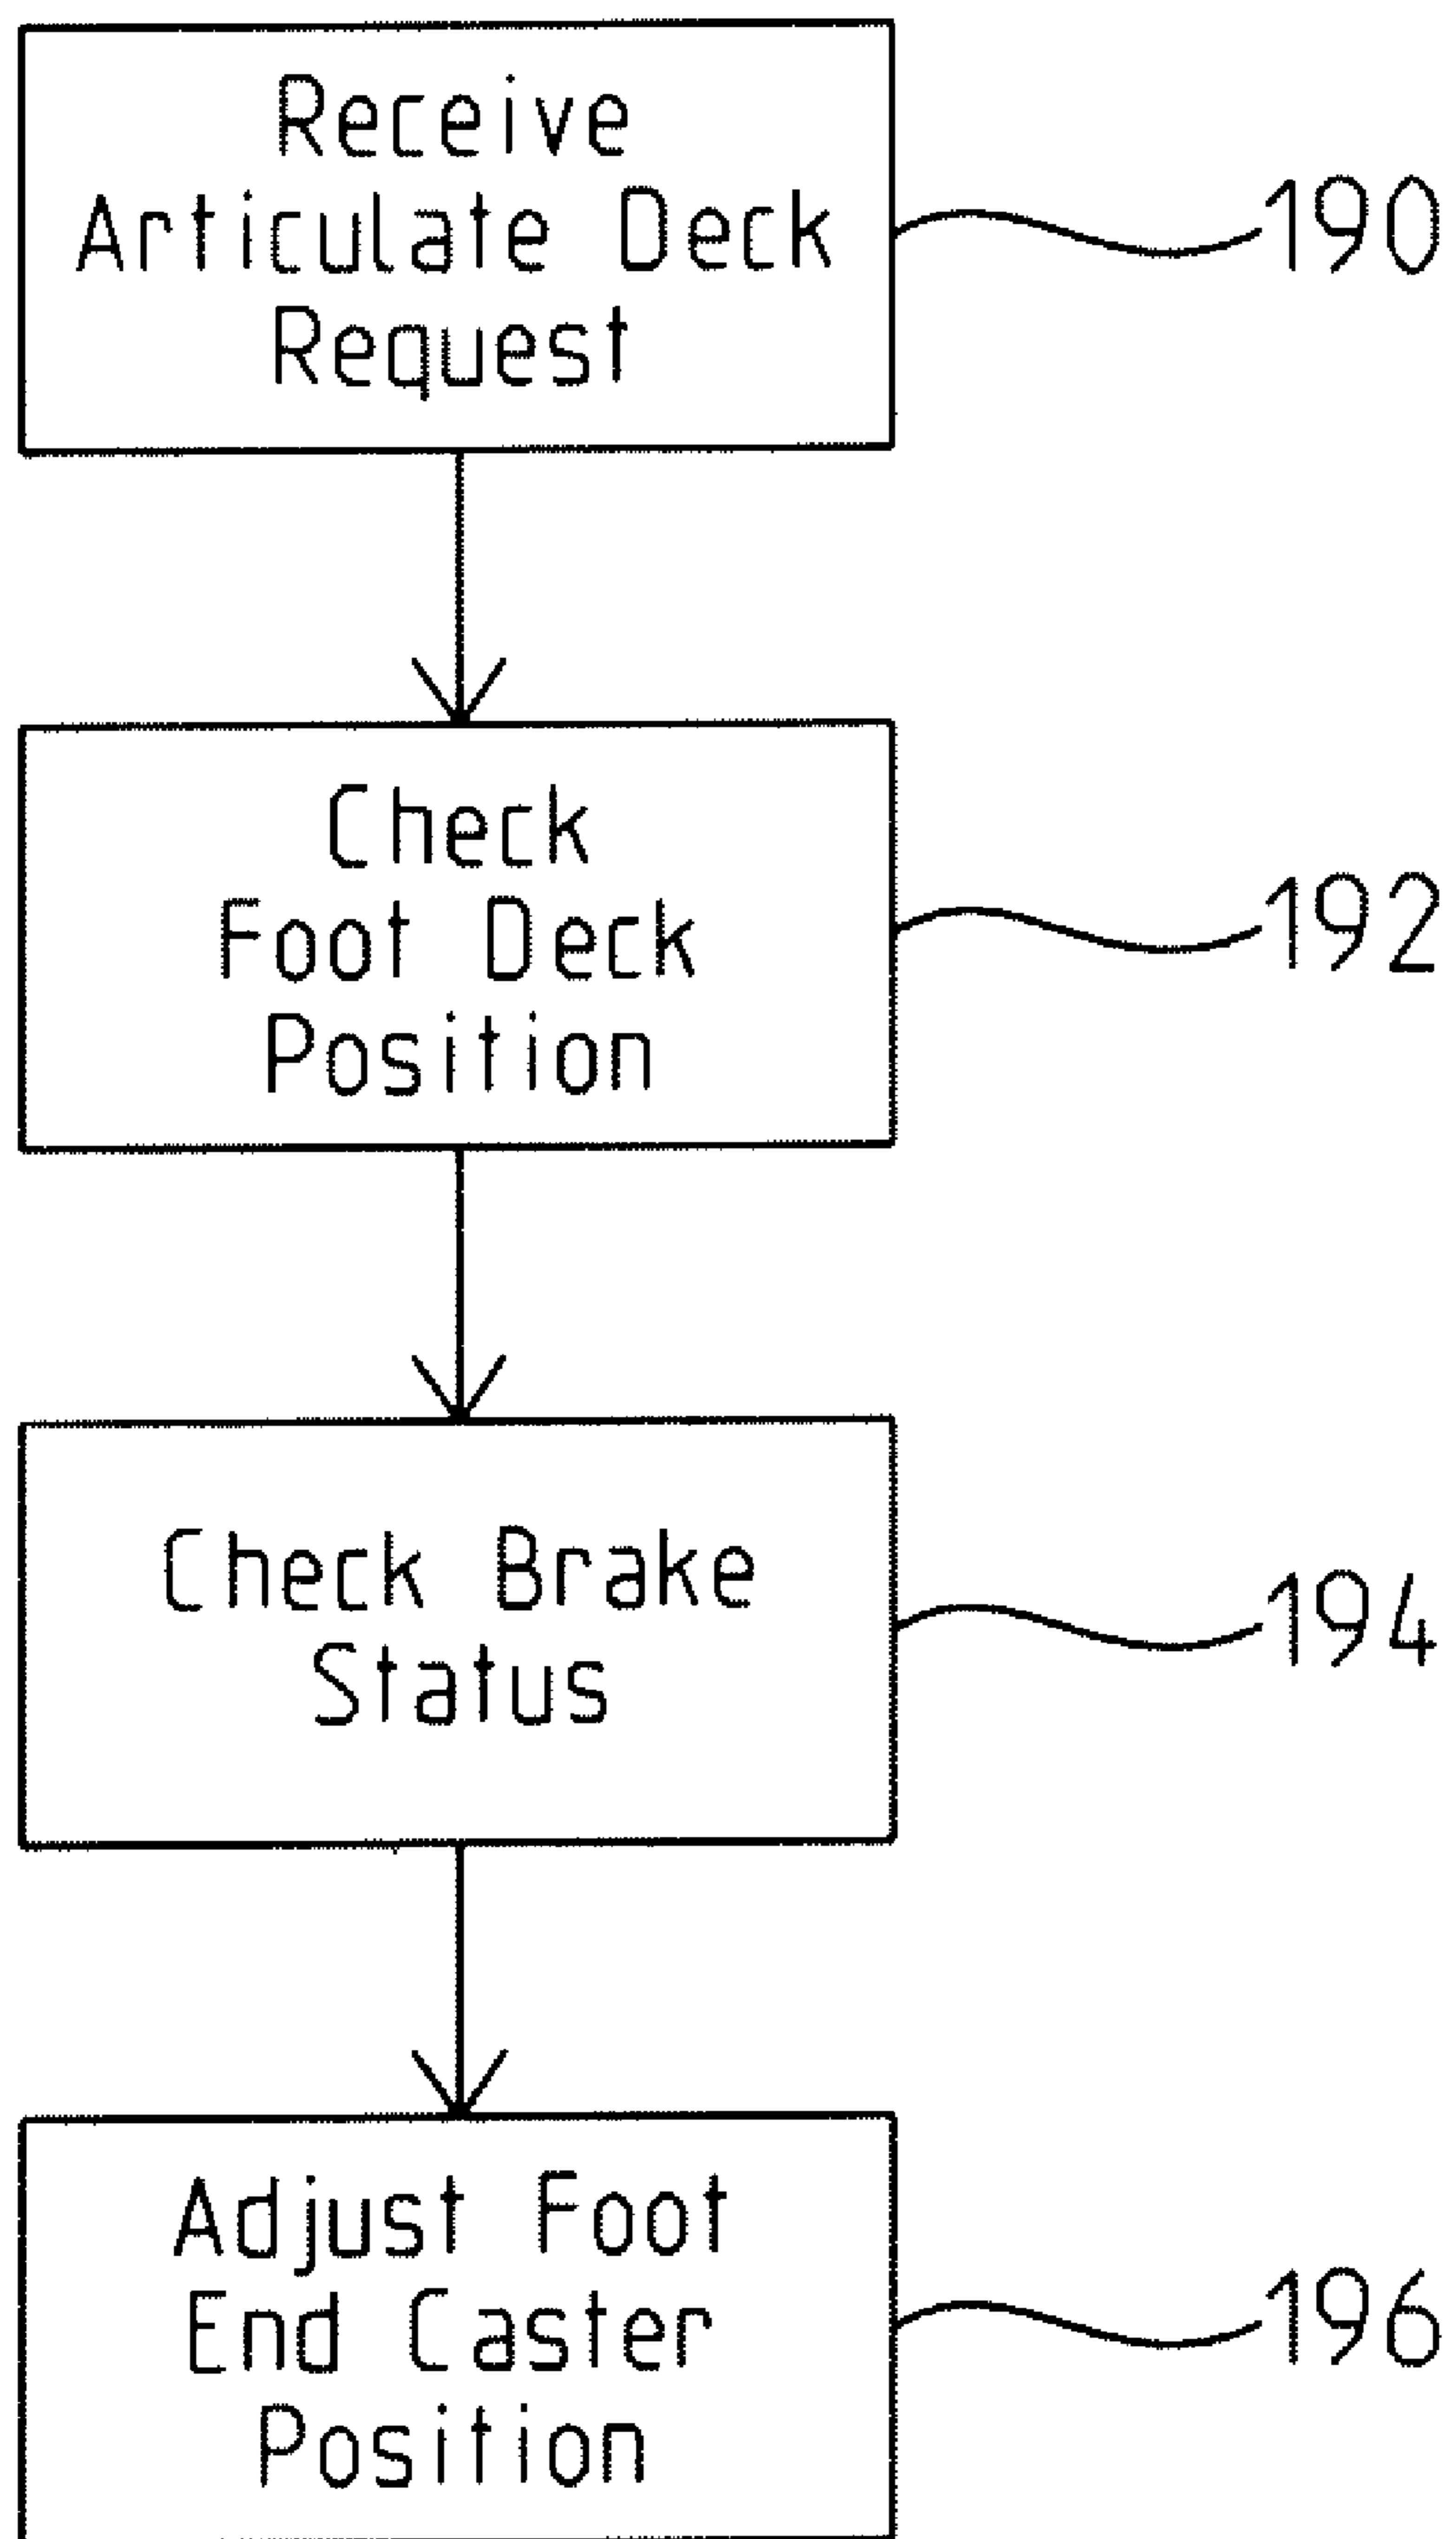 Receive
Articulate Deck
Request
190
Check
Foot Deck
Position
192
Check Brake
Status
194
Adjust Foot
End Caster
Position
196